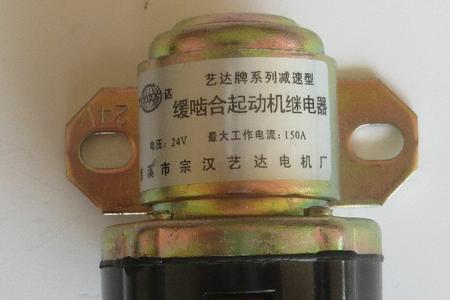 艺达牌系列减速型
达
缓啮合起动机继电器
24V
电压:24V 最大工作电流:150A
市宗汉艺达电机厂